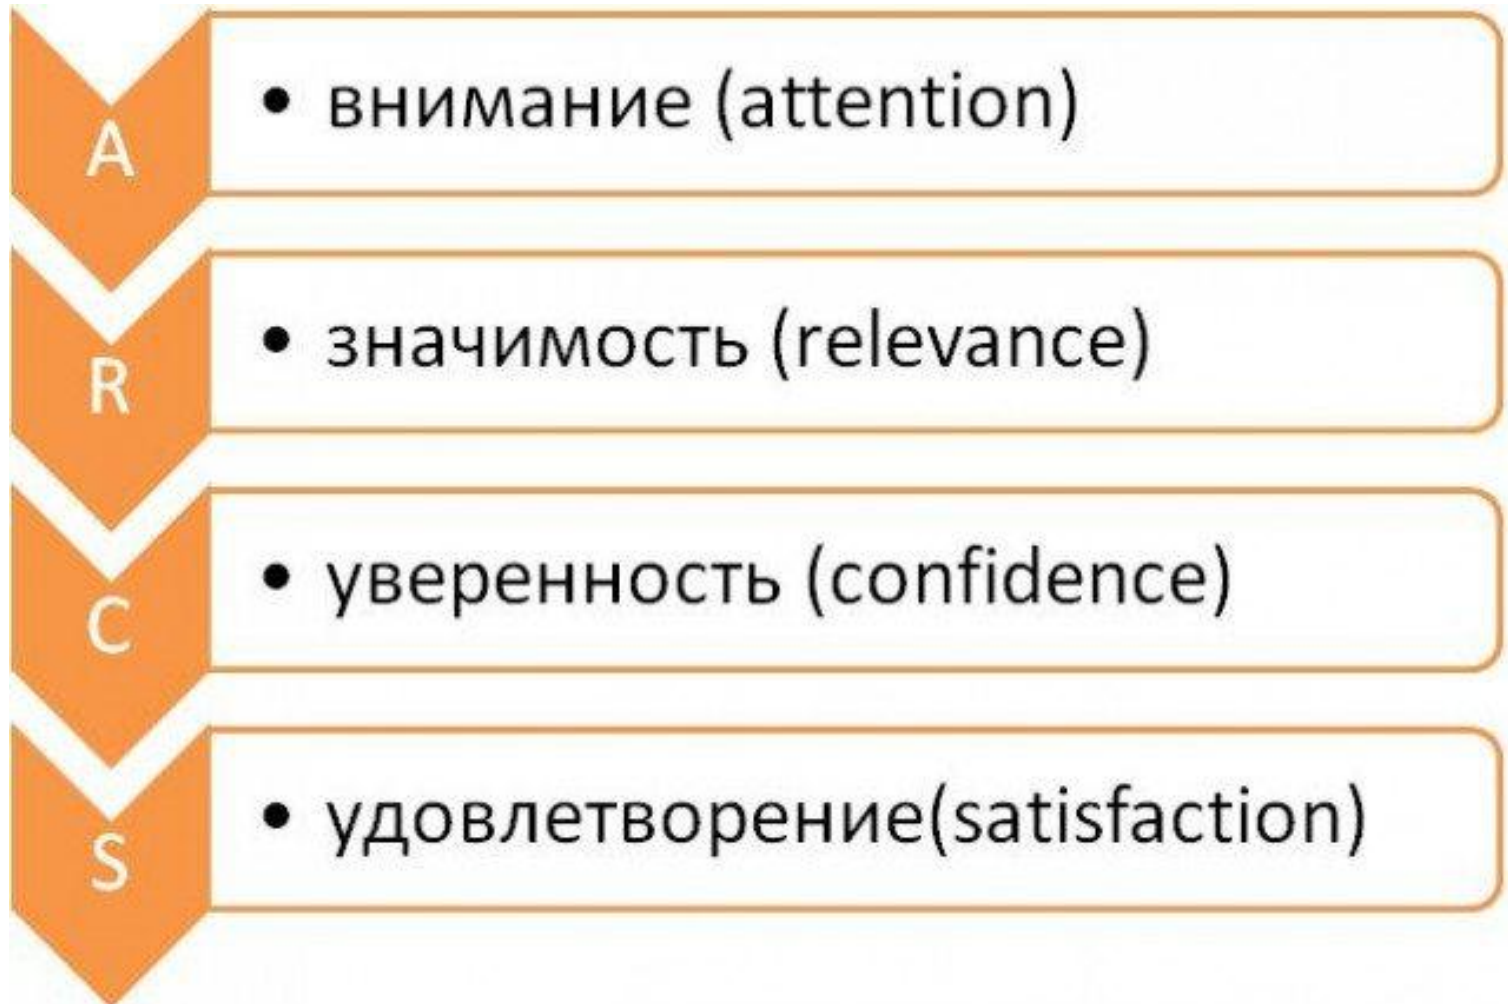 A
• внимание (attention)
R
• значимость (relevance)
C
• уверенность (confidence)
S
• удовлетворение(satisfaction)